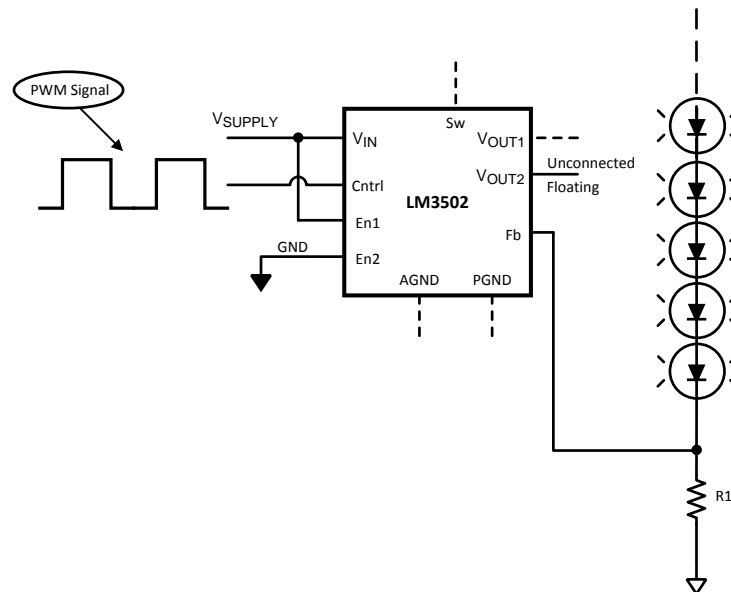 PWM Signal
VSUPPLY
VIN
Cntrl
En1
En2
GND
Sw
LM3502
VOUT1
VOUT2
Fb
AGND
PGND
Unconnected
Floating
R1